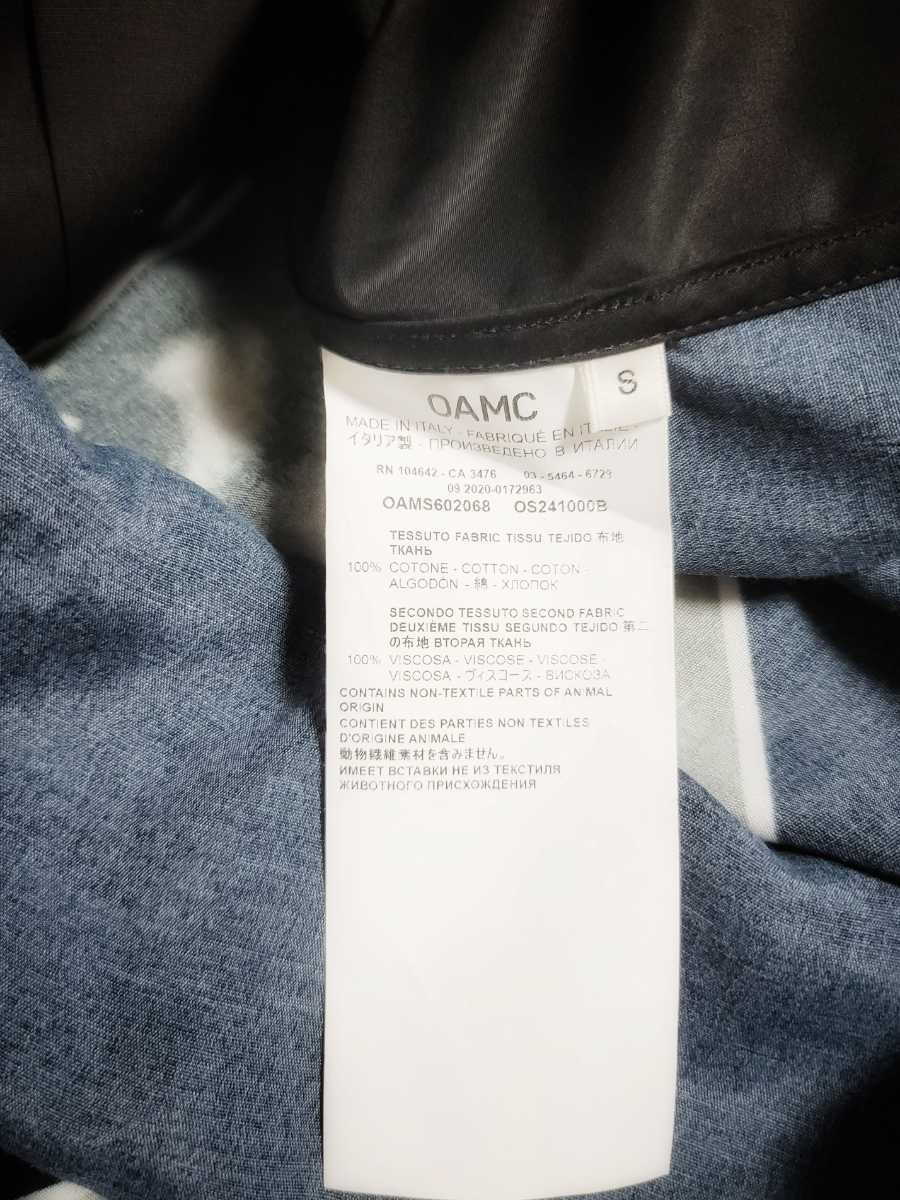 OAMC
S
MADE IN ITALY - FABRIQUÉ EN
イタリア製 - ПРОИЗВЕДЕНО В ИТАЛИИ
RN 104642 - CA 3476 03 - 5464 - 6723
09 2020-0172963
OAMS602068 OS241000B
TESSUTO FABRIC TISSU TEJIDO 布地
ТКАНЬ
100% COTONE - COTTON - COTON -
ALGODÓN - 綿 - ХЛОПОК
SECONDO TESSUTO SECOND FABRIC
DEUXIÈME TISSU SEGUNDO TEJIDO 第二
の布地 ВТОРАЯ ТКАНЬ
100% VISCOSA - VISCOSE - VISCOSE -
VISCOSA - ヴィスコース - ВИСКОЗА
CONTAINS NON-TEXTILE PARTS OF ANIMAL
ORIGIN
CONTIENT DES PARTIES NON TEXTILES
D'ORIGINE ANIMALE
動物繊維素材を含みません。
ИМЕЕТ ВСТАВКИ НЕ ИЗ ТЕКСТИЛЯ
ЖИВОТНОГО ПРИСХОЖДЕНИЯ